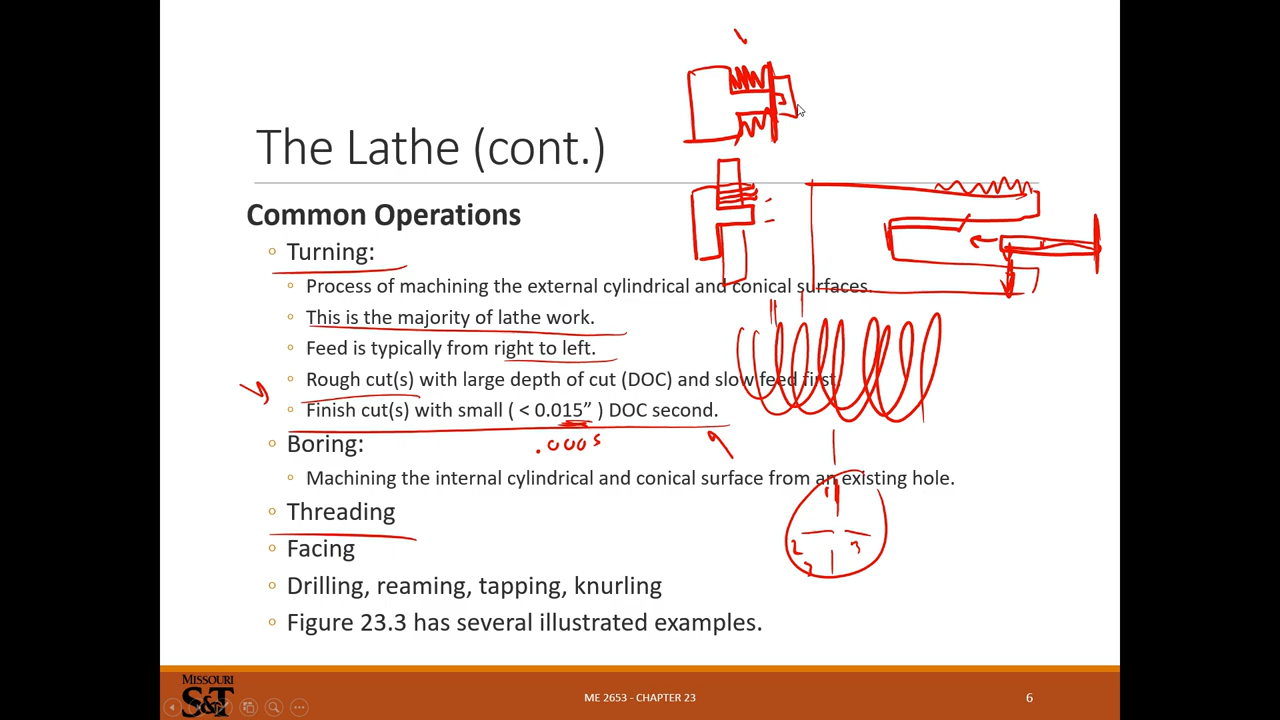 The Lathe (cont.)
Common Operations
Turning:
Process of machining the external cylindrical and conical surfaces.
This is the majority of lathe work.
Feed is typically from right to left.
Rough cut(s) with large depth of cut (DOC) and slow feed first.
Finish cut(s) with small ( < 0.015” ) DOC second.
Boring:
Machining the internal cylindrical and conical surface from an existing hole.
Threading
2 3
Facing
Drilling, reaming, tapping, knurling
Figure 23.3 has several illustrated examples.
MISSOURI
S&T
ME 2653 - CHAPTER 23
6